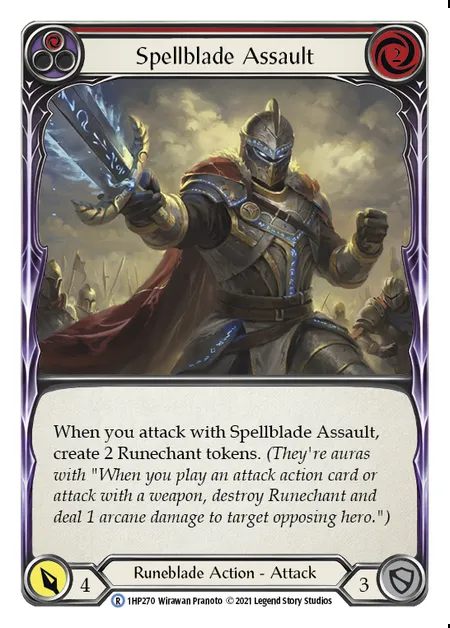 Spellblade Assault
2
When you attack with Spellblade Assault,
create 2 Runechant tokens. (They're auras
with "When you play an attack action card or
attack with a weapon, destroy Runechant and
deal 1 arcane damage to target opposing hero.")
4
Runeblade Action - Attack
3
R 1HP270 Wirawan Pranoto © 2021 Legend Story Studios